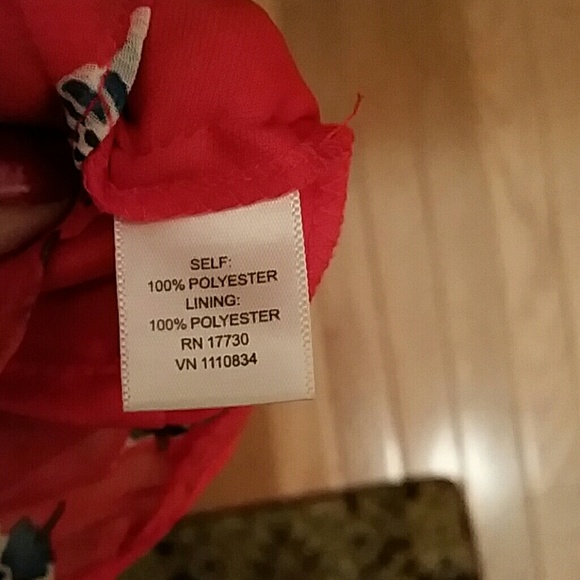 SELF:
100% POLYESTER
LINING:
100% POLYESTER
RN 17730
VN 1110834